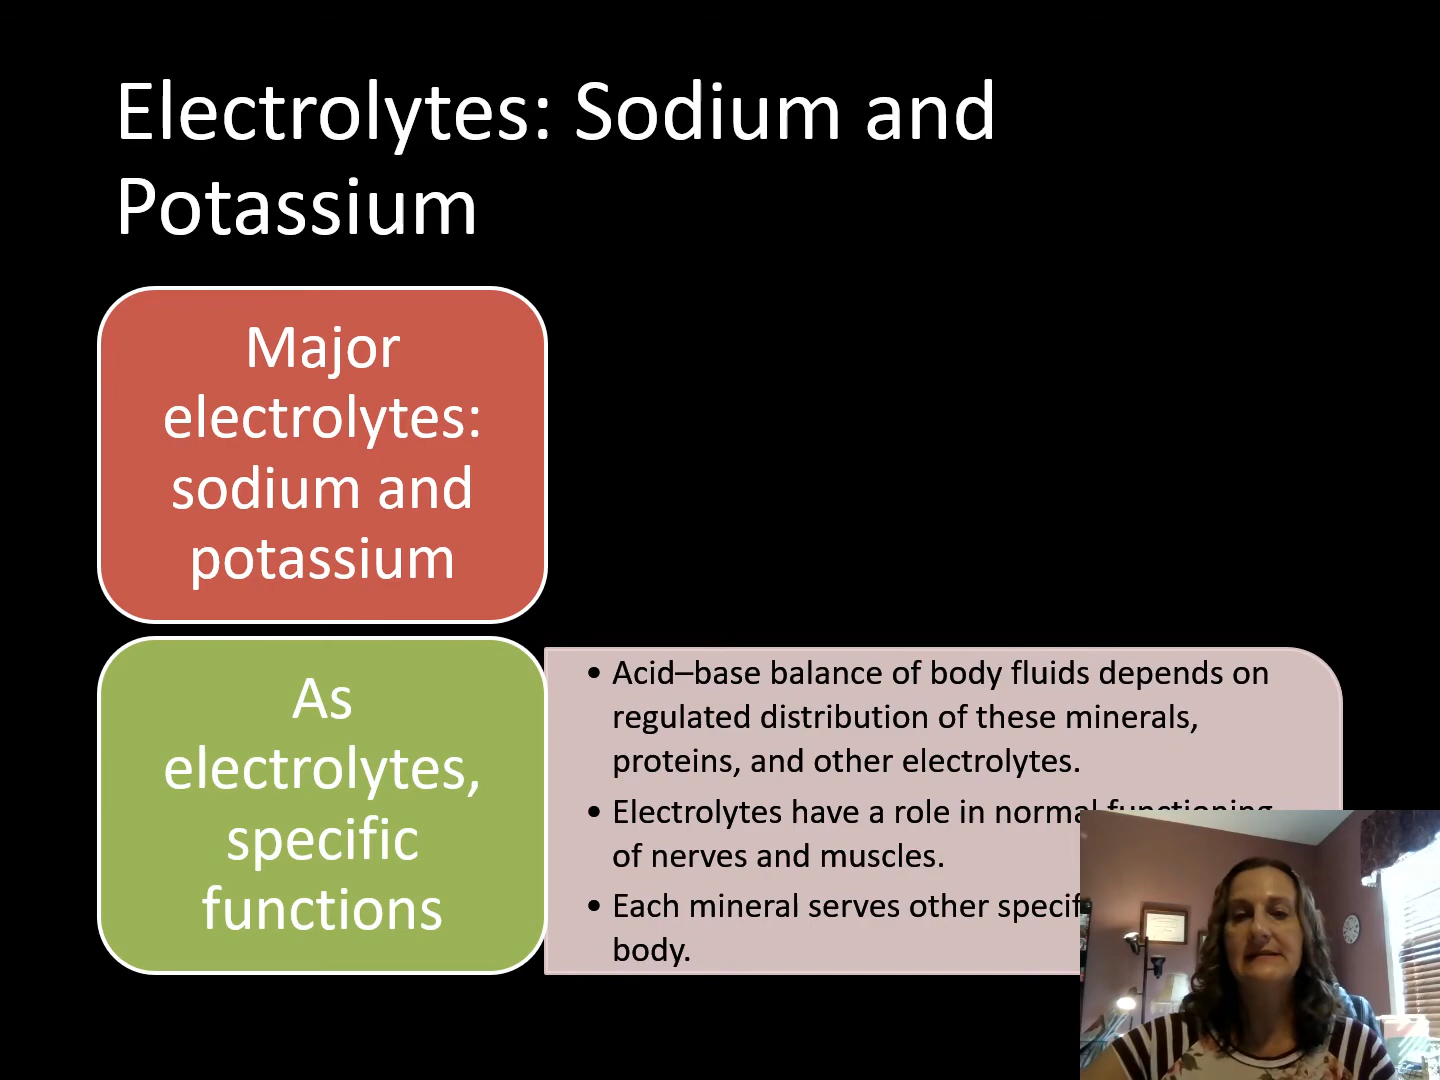 Electrolytes: Sodium and
Potassium
Major
electrolytes:
sodium and
potassium
As
electrolytes,
specific
functions
• Acid–base balance of body fluids depends on
regulated distribution of these minerals,
proteins, and other electrolytes.
• Electrolytes have a role in normal functioning
of nerves and muscles.
• Each mineral serves other
body.